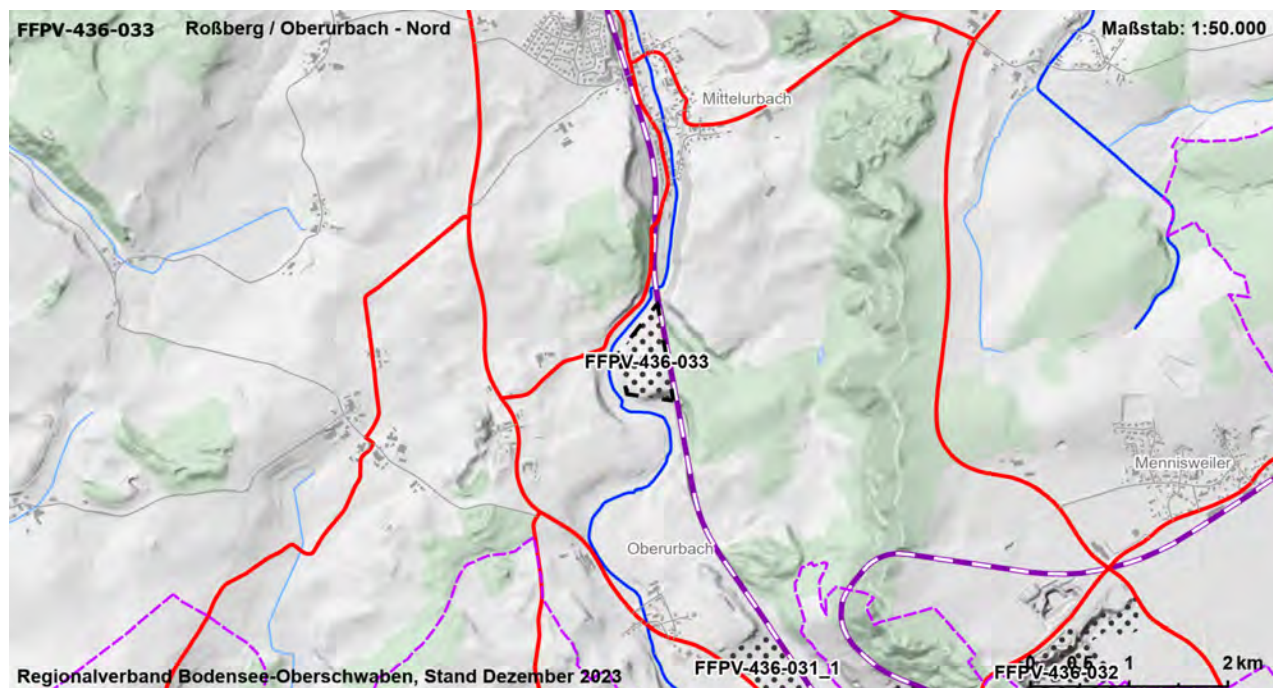 FFPV-436-033 Roßberg / Oberurbach - Nord Maßstab: 1:50.000
Mittelurbach
FFPV-436-033
Mennisweiler
Oberurbach
FFPV-436-031_1 FFPV-436-032
0 0,5 1 2 km
Regionalverband Bodensee-Oberschwaben, Stand Dezember 2023